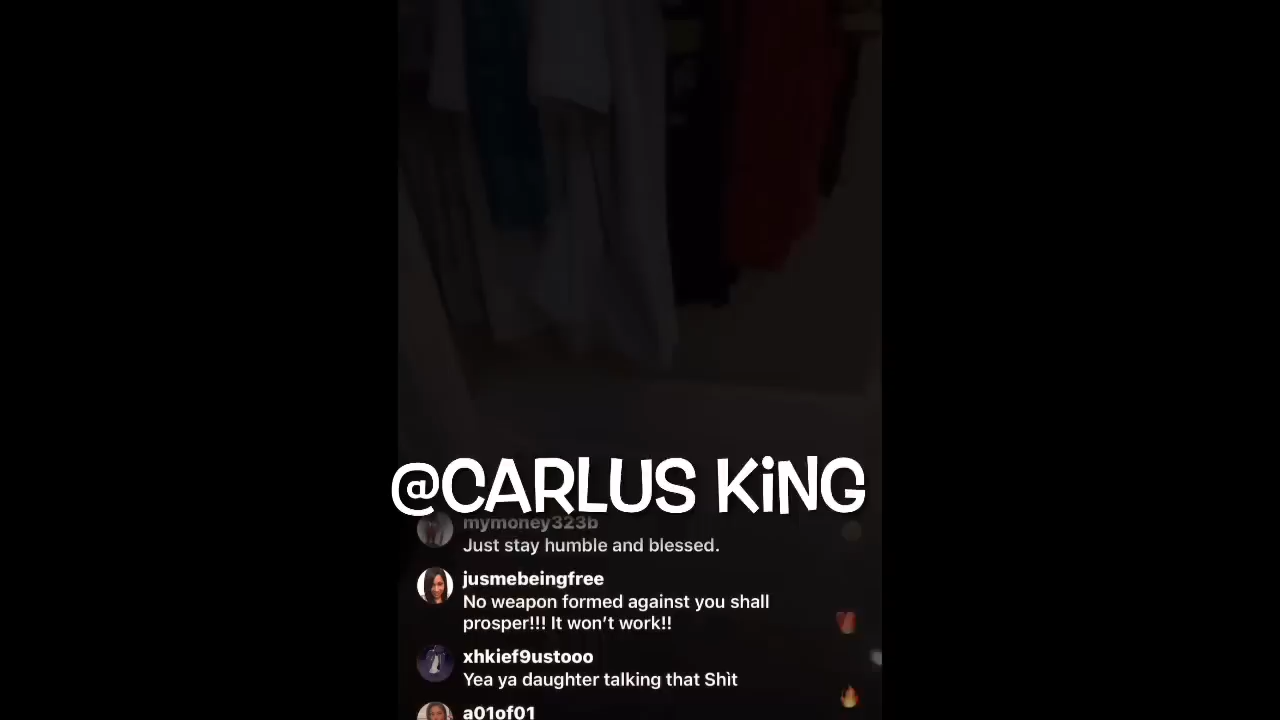 @CARLUS KiNG
mymoney323b
Just stay humble and blessed.
jusmebeingfree
No weapon formed against you shall
prosper!!! It won’t work!!
xhkief9ustooo
Yea ya daughter talking that Shìt
a01of01